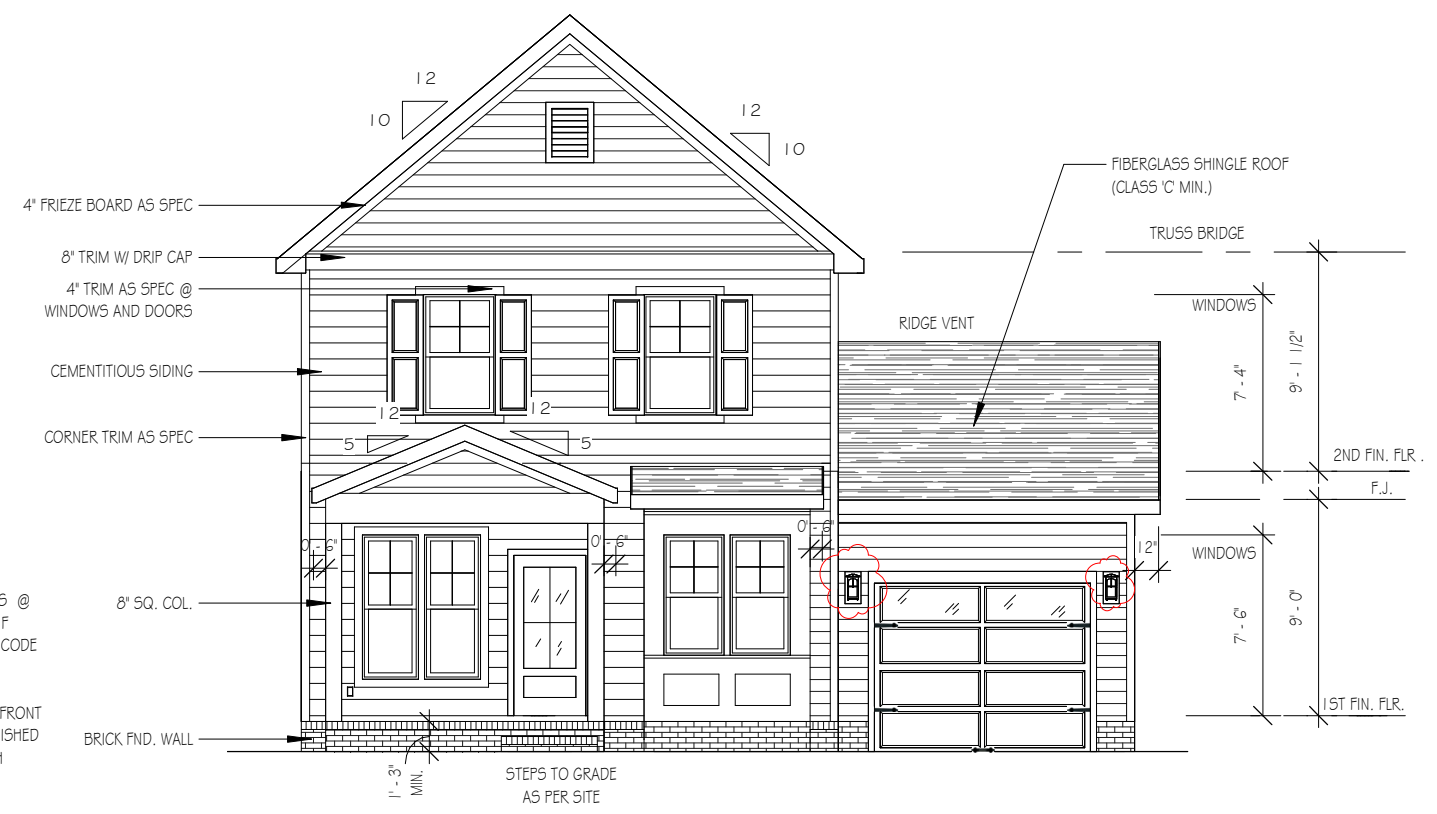 12
10
12
10
FIBERGLASS SHINGLE ROOF
(CLASS 'C' MIN.)
4" FRIEZE BOARD AS SPEC
TRUSS BRIDGE
8" TRIM W/ DRIP CAP
4" TRIM AS SPEC @
WINDOWS AND DOORS
WINDOWS
RIDGE VENT
7' - 4"
9' - 1 1/2"
CEMENTITIOUS SIDING
12
12
5
5
CORNER TRIM AS SPEC
2ND FIN. FLR.
F.J.
0' - 6"
0' - 6"
0' - 6"
12"
WINDOWS
7' - 6"
9' - 0"
@
F
CODE
8" SQ. COL.
FRONT
ISHED
1ST FIN. FLR.
BRICK FND. WALL
1' - 3"
MIN.
STEPS TO GRADE
AS PER SITE